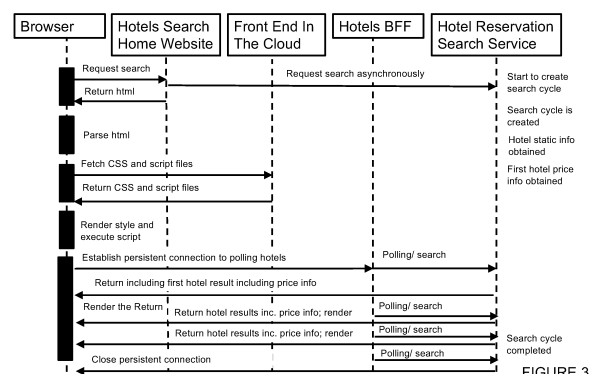 Browser
Hotels Search
Home Website
Front End In
The Cloud
Hotels BFF
Hotel Reservation
Search Service
Request search
Request search asynchronously
Start to create
search cycle
Return html
Search cycle is
created
Parse html
Hotel static info
obtained
Fetch CSS and script files
First hotel price
info obtained
Return CSS and script files
Render style and
execute script
Establish persistent connection to polling hotels
Polling/ search
Return including first hotel result including price info
Render the Return
Polling/ search
Return hotel results inc. price info; render
Polling/ search
Return hotel results inc. price info; render
Search cycle
completed
Polling/ search
Close persistent connection
FIGURE 3